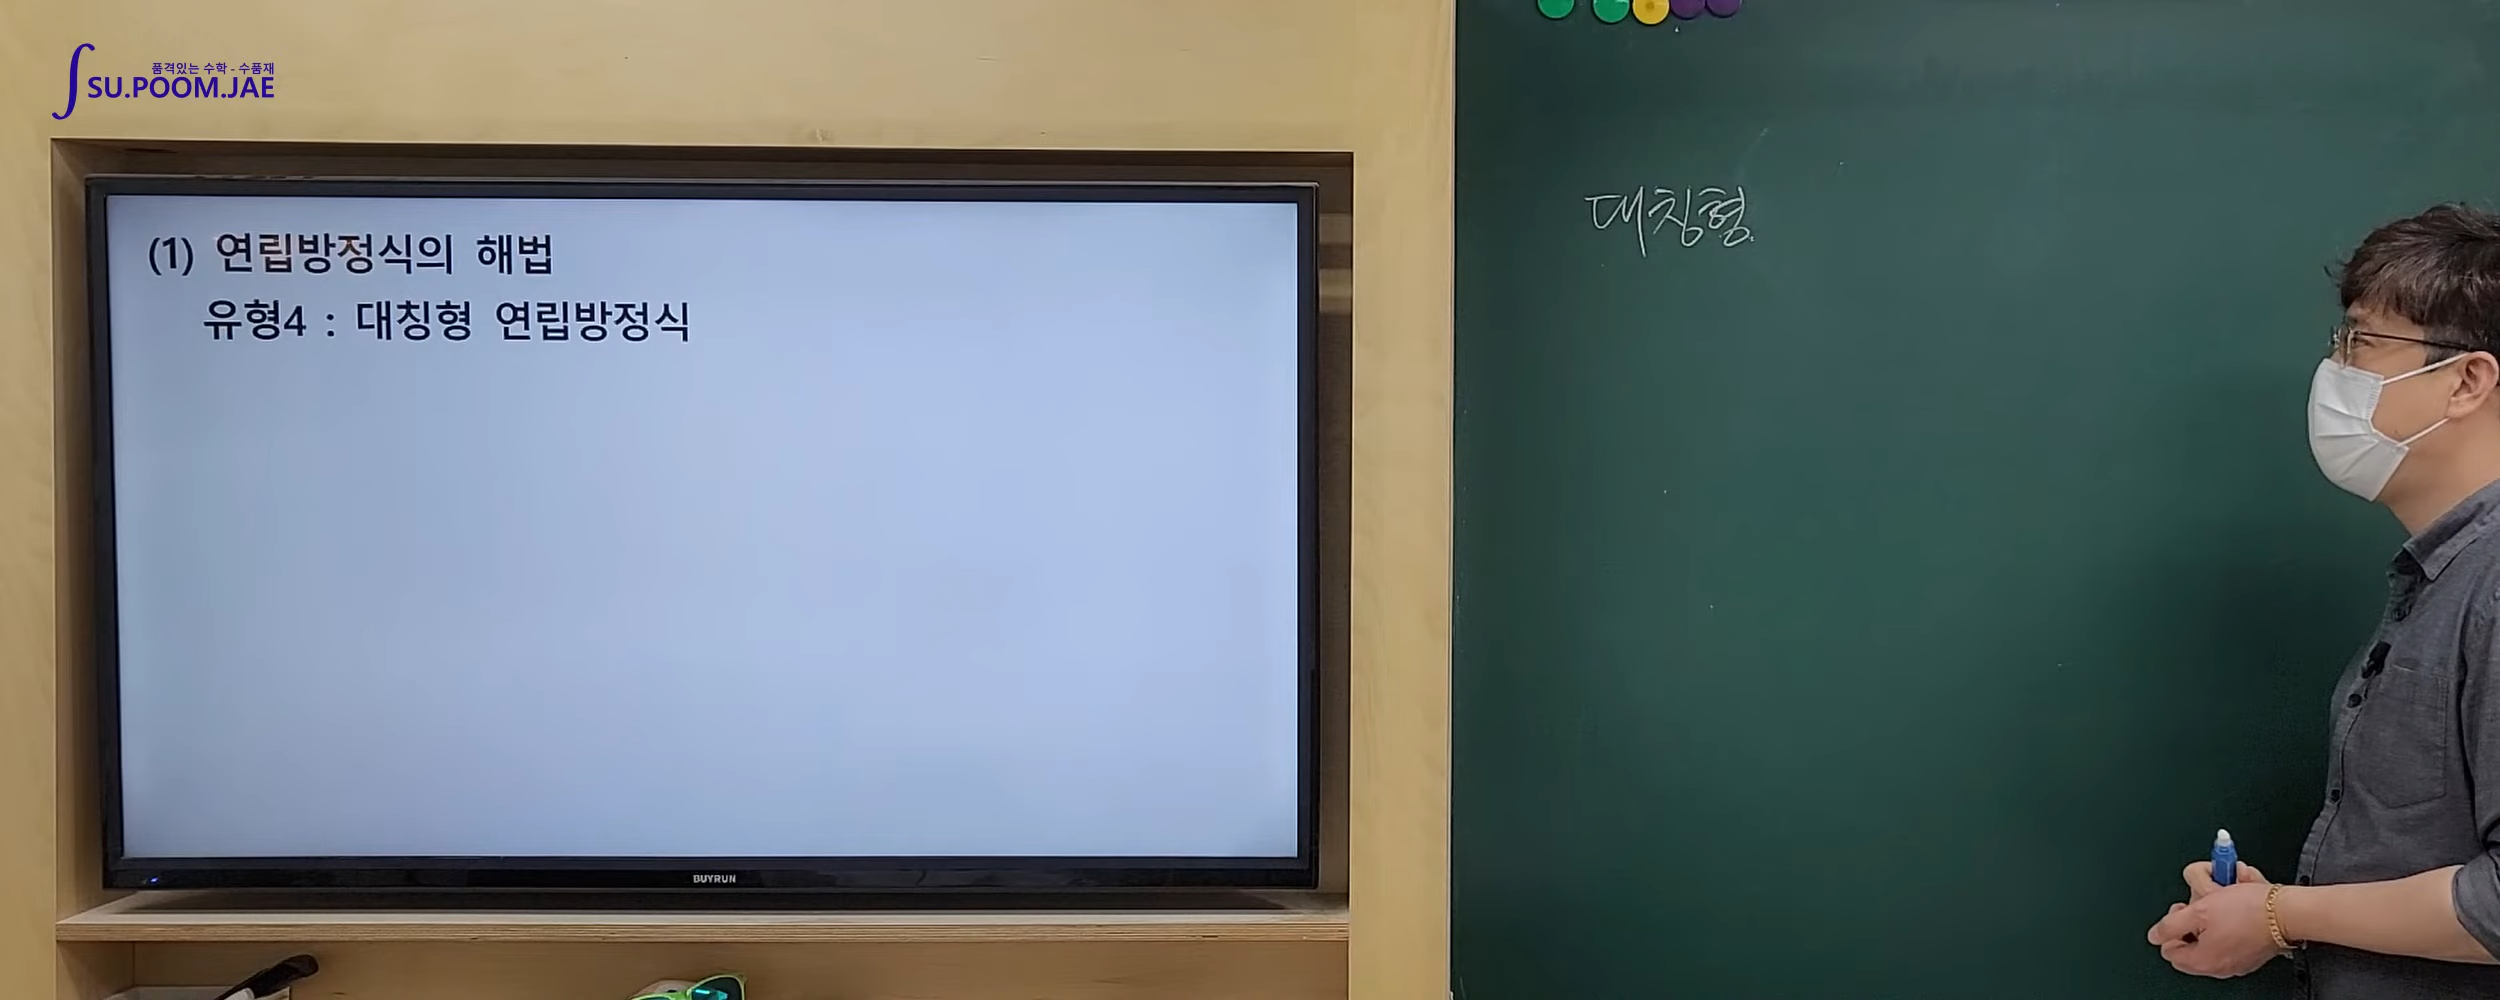 품격있는 수학 - 수품재
SU.POOM.JAE
(1) 연립방정식의 해법
유형4 : 대칭형 연립방정식
대칭형
BUYRUN